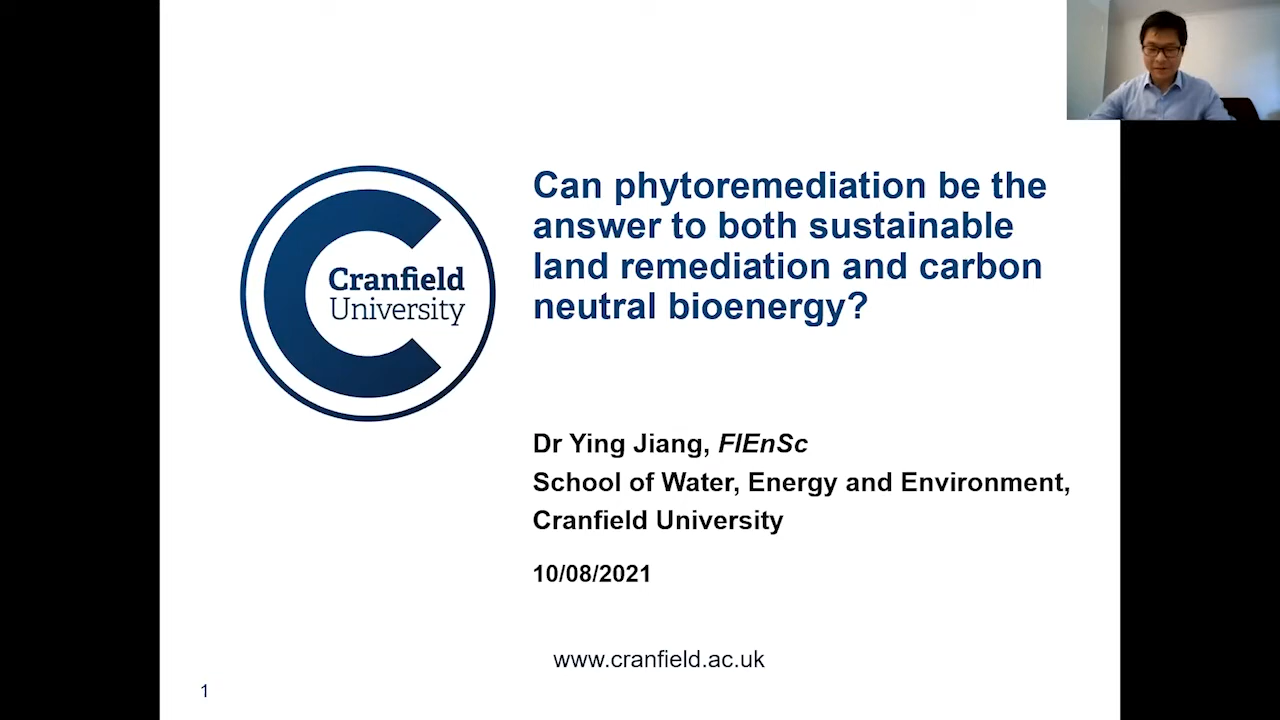 Can phytoremediation be the
answer to both sustainable
land remediation and carbon
neutral bioenergy?
Cranfield
University
Dr Ying Jiang, FIEnSc
School of Water, Energy and Environment,
Cranfield University
10/08/2021
www.cranfield.ac.uk
1